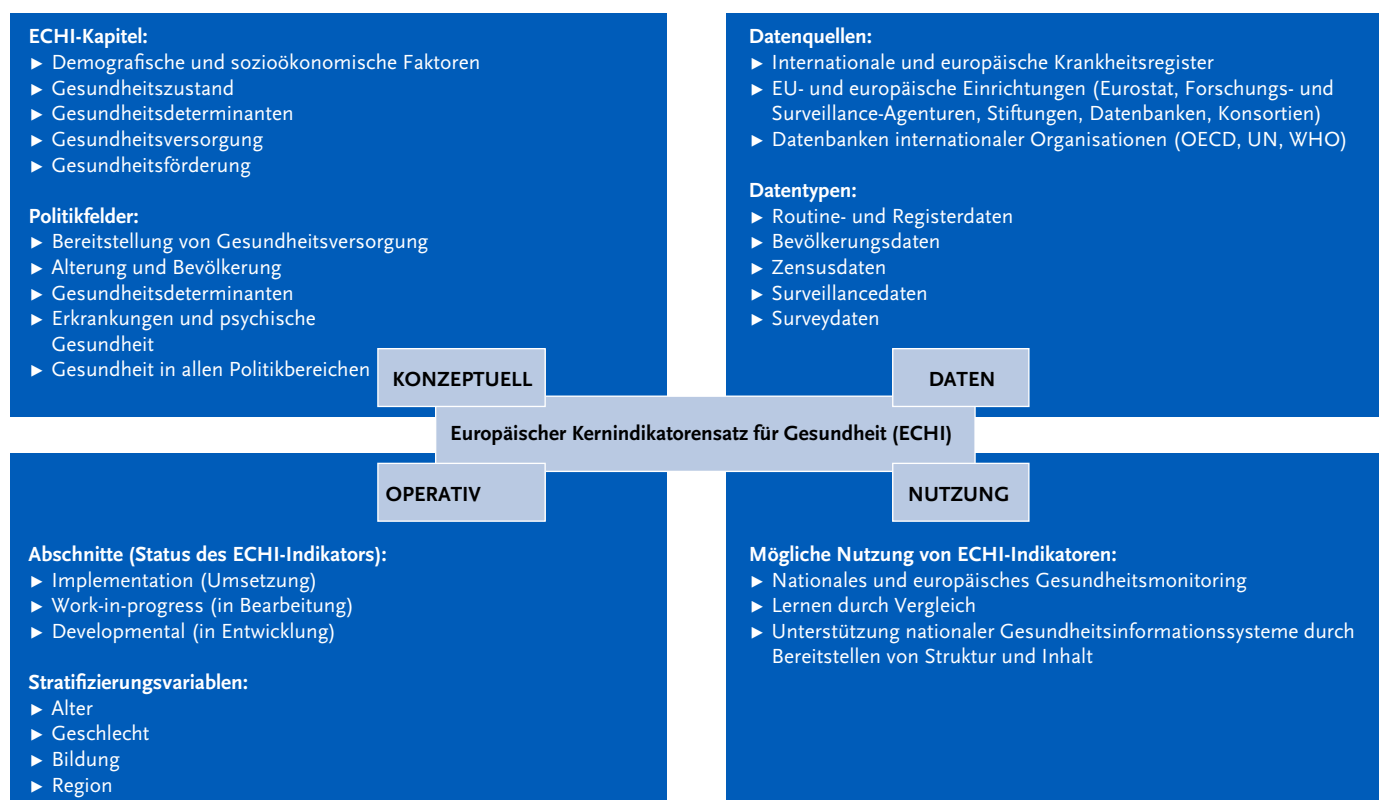 ECHI-Kapitel:
► Demografische und sozioökonomische Faktoren
► Gesundheitszustand
► Gesundheitsdeterminanten
► Gesundheitsversorgung
► Gesundheitsförderung
Politikfelder:
► Bereitstellung von Gesundheitsversorgung
► Alterung und Bevölkerung
► Gesundheitsdeterminanten
► Erkrankungen und psychische
Gesundheit
► Gesundheit in allen Politikbereichen
KONZEPTUELL
Datenquellen:
► Internationale und europäische Krankheitsregister
► EU- und europäische Einrichtungen (Eurostat, Forschungs- und
Surveillance-Agenturen, Stiftungen, Datenbanken, Konsortien)
► Datenbanken internationaler Organisationen (OECD, UN, WHO)
Datentypen:
► Routine- und Registerdaten
► Bevölkerungsdaten
► Zensusdaten
► Surveillancedaten
► Surveydaten
DATEN
Europäischer Kernindikatorensatz für Gesundheit (ECHI)
OPERATIV
Abschnitte (Status des ECHI-Indikators):
► Implementation (Umsetzung)
► Work-in-progress (in Bearbeitung)
► Developmental (in Entwicklung)
Stratifizierungsvariablen:
► Alter
► Geschlecht
► Bildung
► Region
NUTZUNG
Mögliche Nutzung von ECHI-Indikatoren:
► Nationales und europäisches Gesundheitsmonitoring
► Lernen durch Vergleich
► Unterstützung nationaler Gesundheitsinformationssysteme durch
Bereitstellen von Struktur und Inhalt